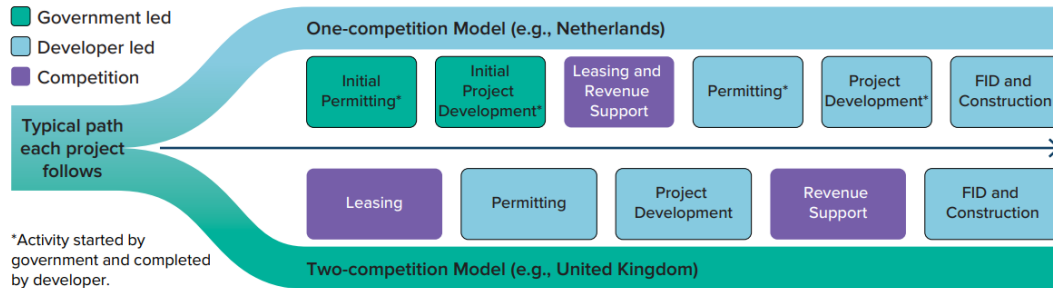 Government led
Developer led
Competition
Typical path
each project
follows
*Activity started by
government and completed
by developer.
One-competition Model (e.g., Netherlands)
Initial
Permitting*
Initial
Project
Development*
Leasing and
Revenue
Support
Permitting*
Project
Development*
FID and
Construction
Leasing
Permitting
Project
Development
Revenue
Support
FID and
Construction
Two-competition Model (e.g., United Kingdom)